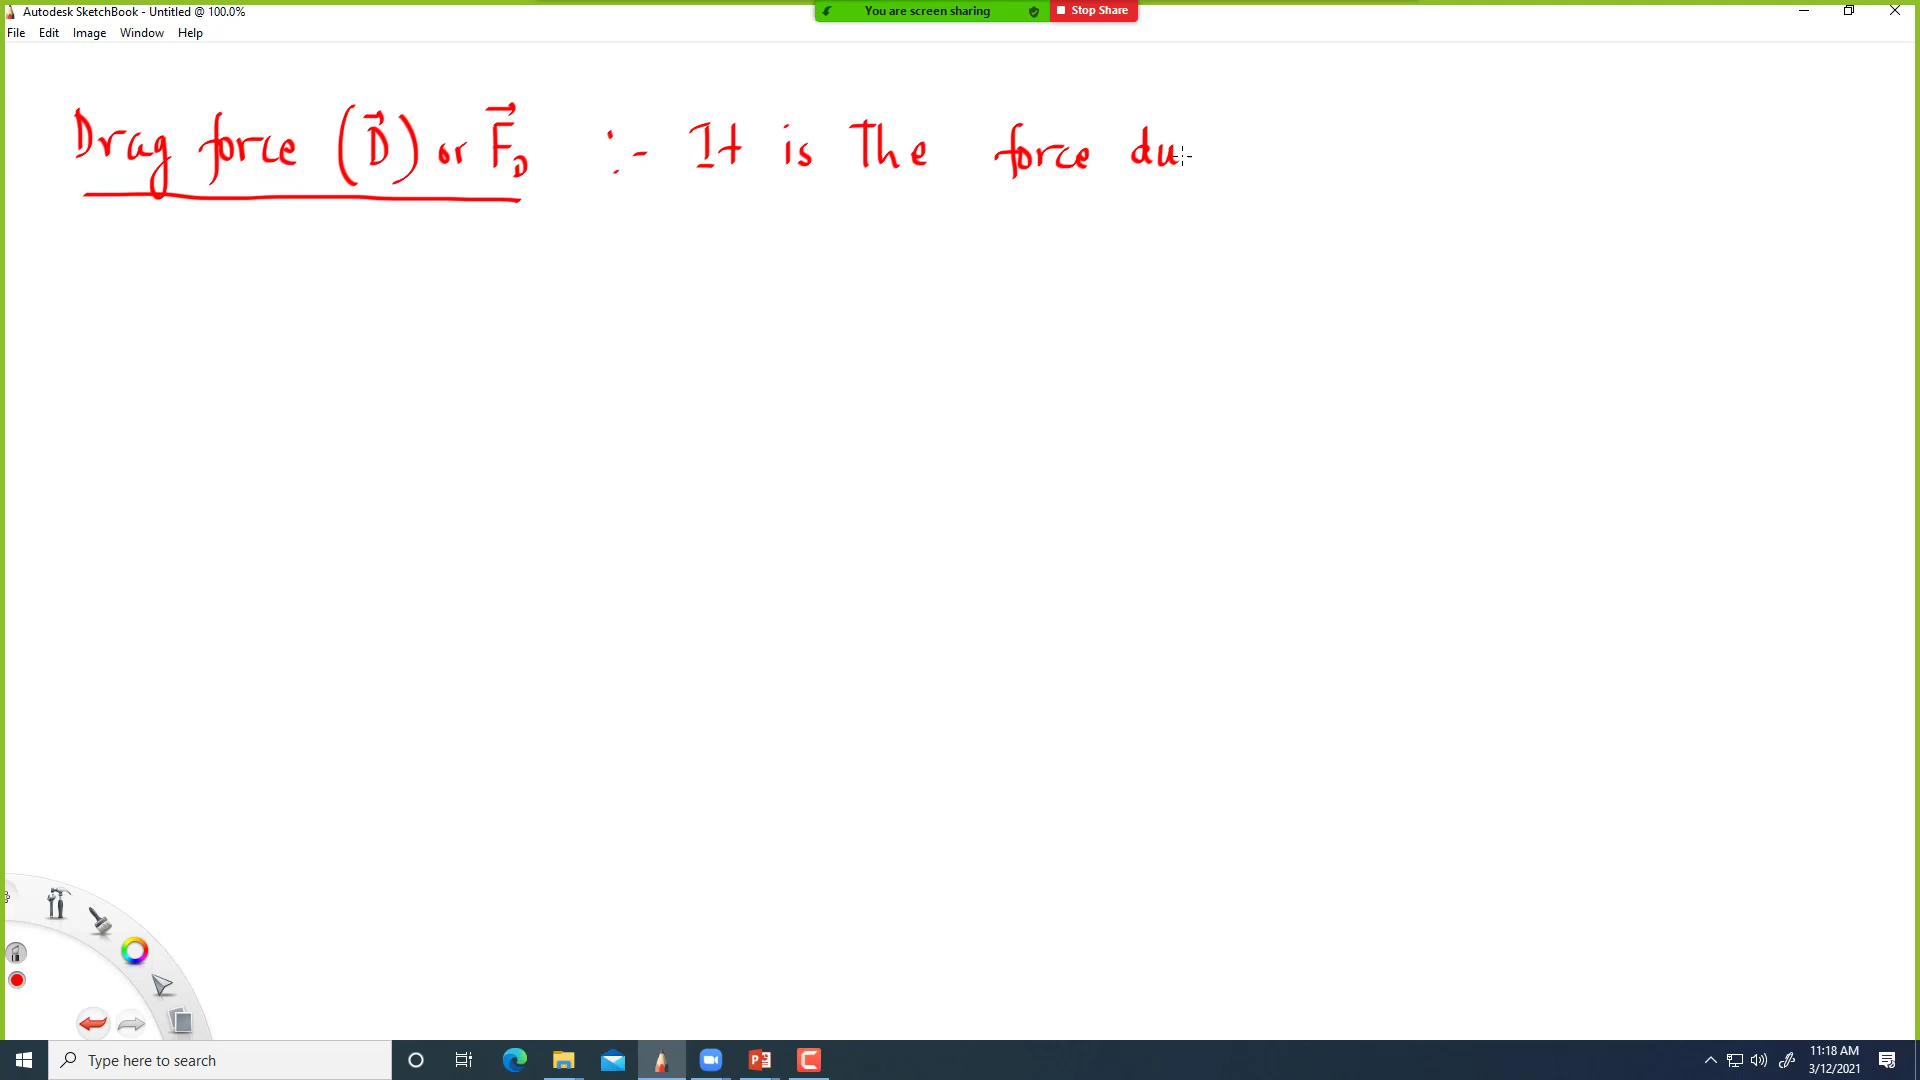 Autodesk SketchBook - Untitled @ 100.0%
You are screen sharing
Stop Share
File Edit Image Window Help
Drag force (D⃗) or F⃗_D :- It is The force du
Type here to search
11:18 AM
3/12/2021